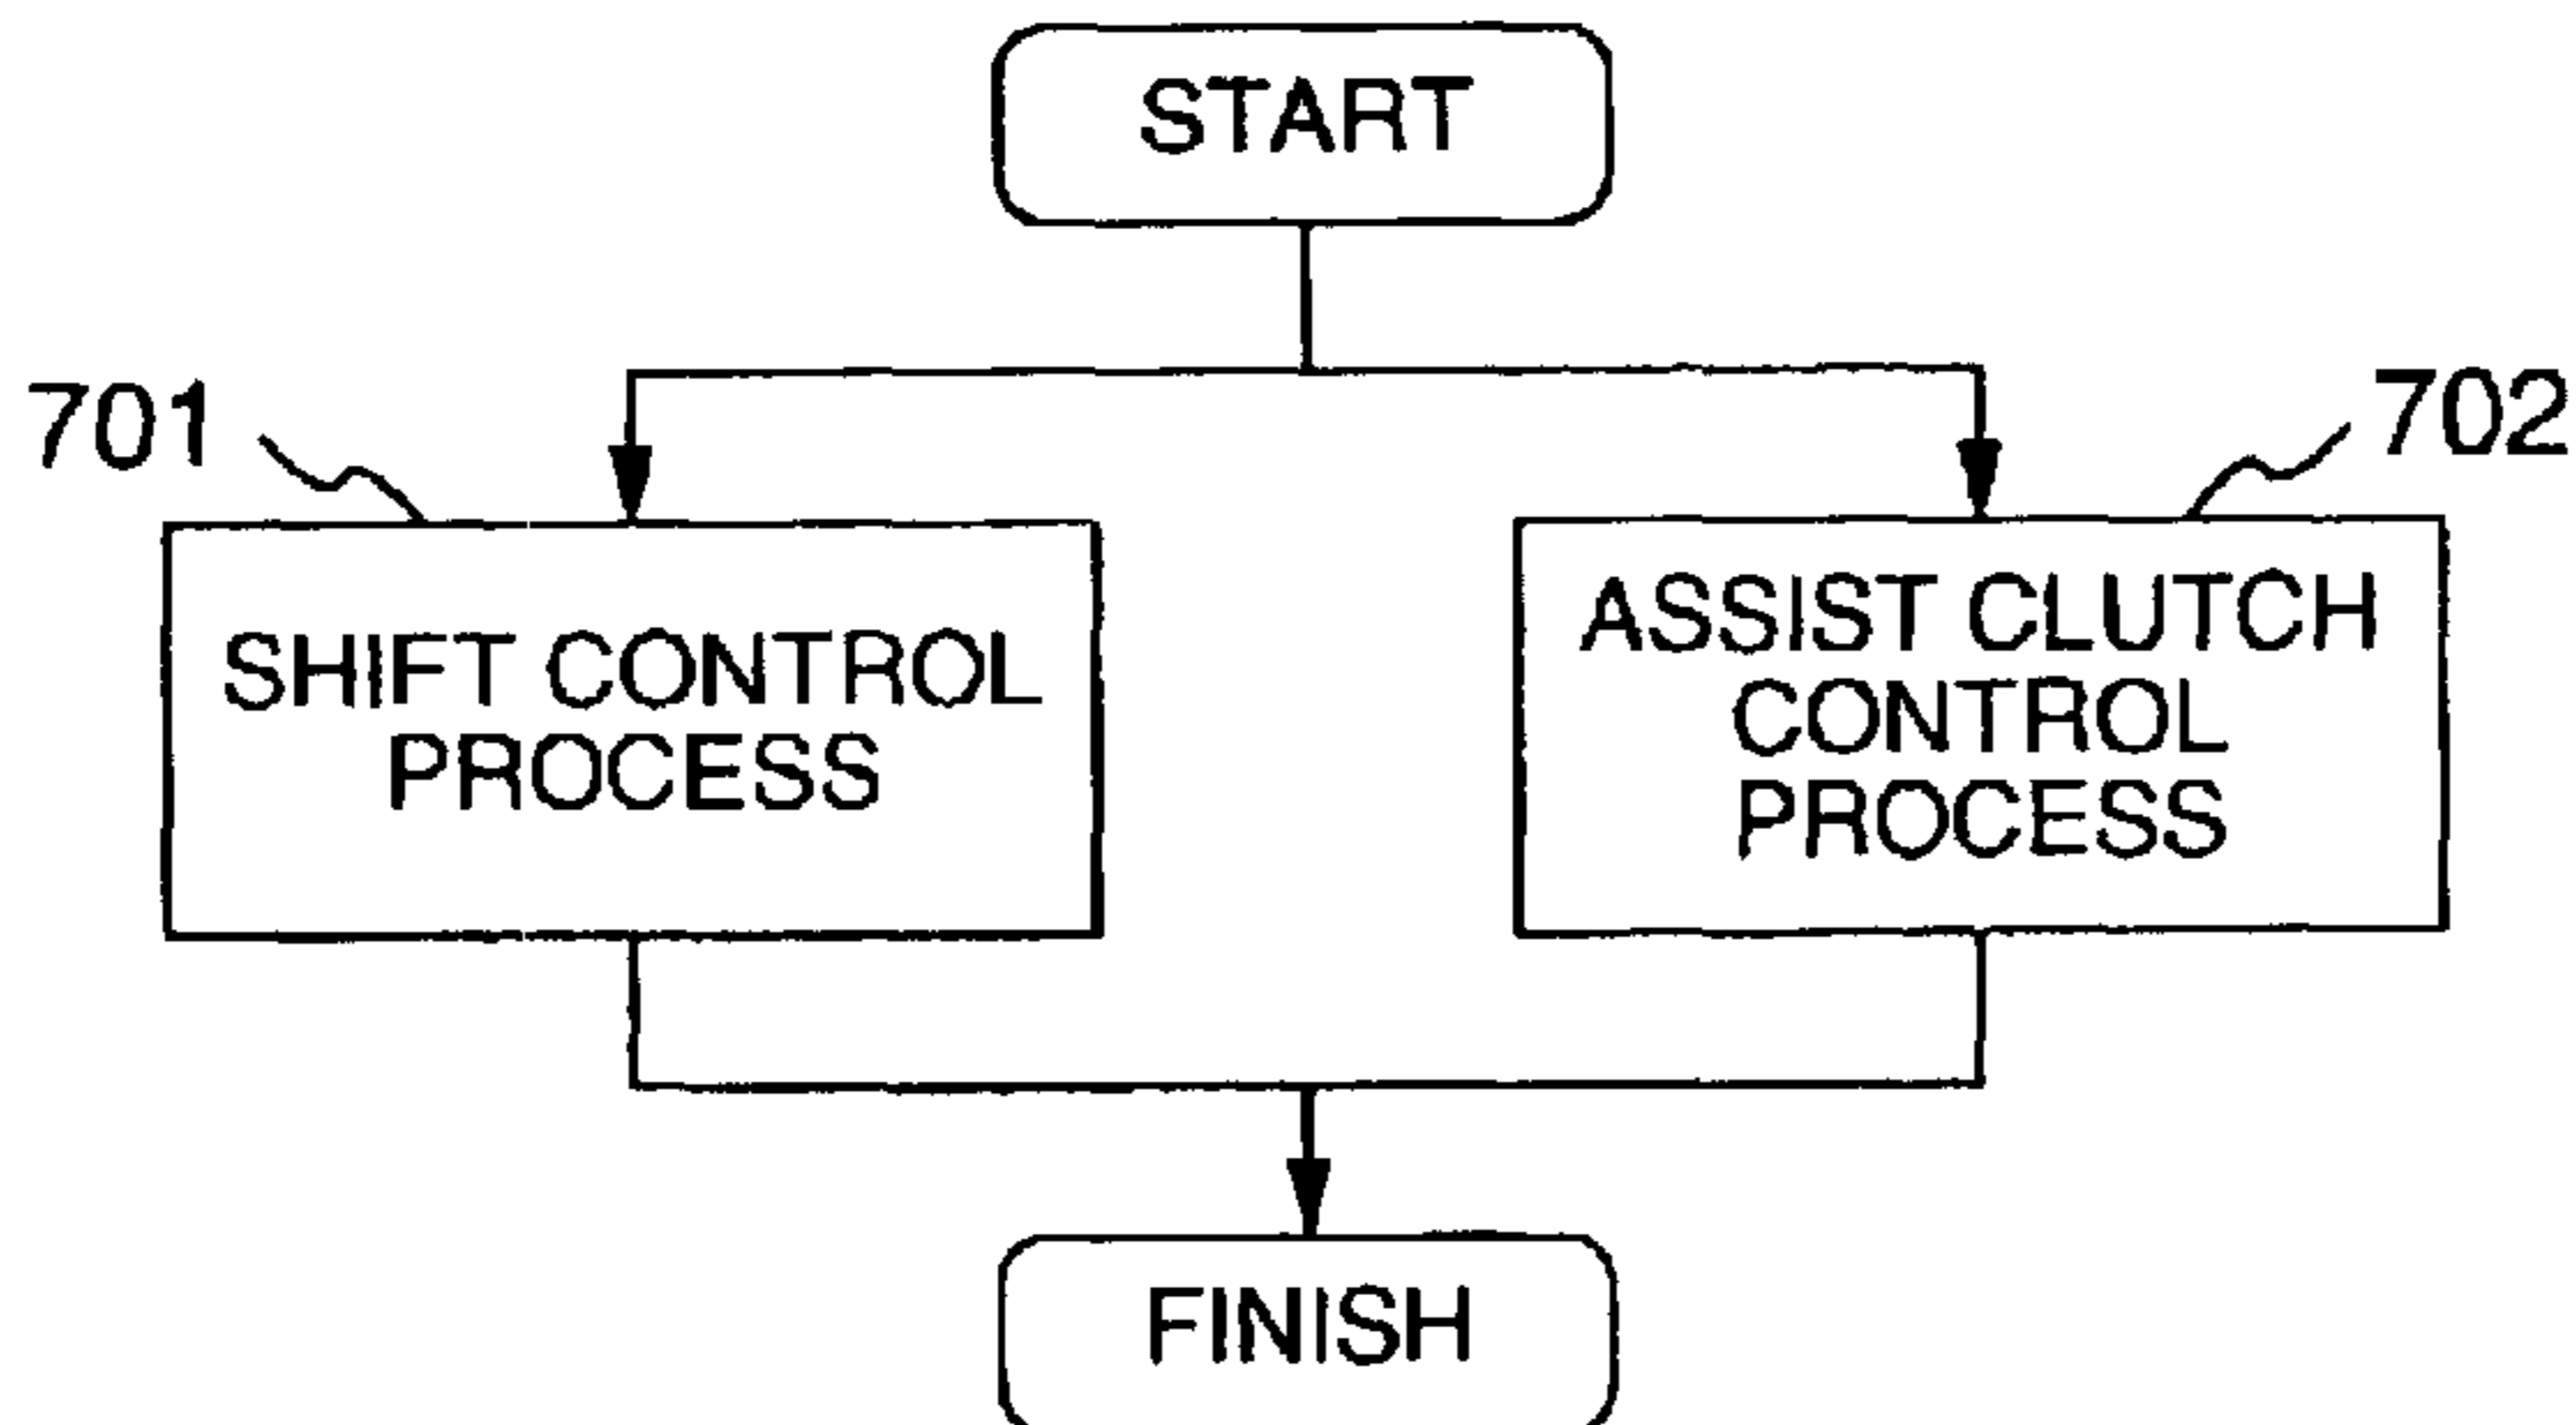 START
701
702
SHIFT CONTROL
PROCESS
ASSIST CLUTCH
CONTROL
PROCESS
FINISH